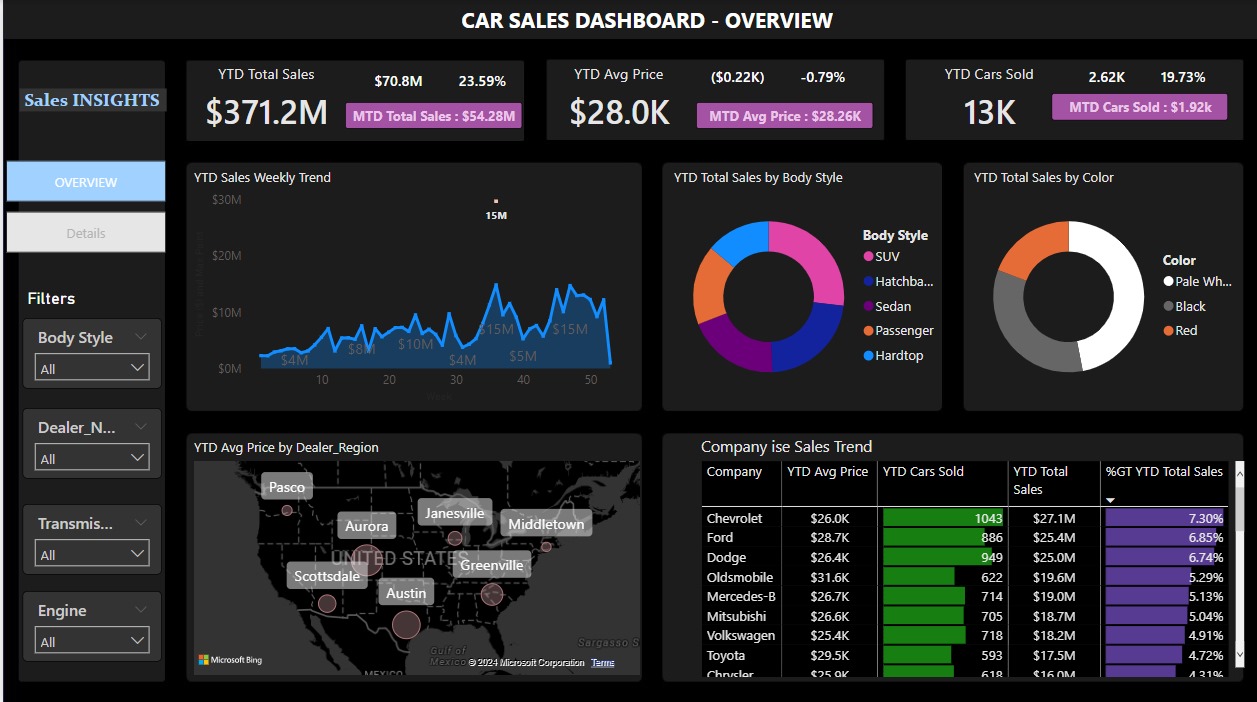 CAR SALES DASHBOARD - OVERVIEW
Sales INSIGHTS
OVERVIEW
Details
Filters
Body Style
All
Dealer_N...
All
Transmis...
All
Engine
All
YTD Total Sales
$70.8M 23.59%
$371.2M
MTD Total Sales : $54.28M
YTD Avg Price
($0.22K) -0.79%
$28.0K
MTD Avg Price : $28.26K
YTD Cars Sold
2.62K 19.73%
13K
MTD Cars Sold : $1.92k
YTD Sales Weekly Trend
$30M
$20M
$10M
$0M
15M
$4M
$8M
$10M
$4M
$15M
$5M
$15M
10 20 30 40 50
Week
YTD Total Sales by Body Style
Body Style
SUV
Hatchba...
Sedan
Passenger
Hardtop
YTD Total Sales by Color
Color
Pale Wh...
Black
Red
YTD Avg Price by Dealer_Region
Pasco
Aurora
Janesville
Middletown
UNITED STATES
Scottsdale
Greenville
Austin
Gulf of
Mexico
Sargasso S
MEXICO
Microsoft Bing
© 2024 Microsoft Corporation Terms
Company ise Sales Trend
Company YTD Avg Price YTD Cars Sold YTD Total Sales %GT YTD Total Sales
Chevrolet $26.0K 1043 $27.1M 7.30%
Ford $28.7K 886 $25.4M 6.85%
Dodge $26.4K 949 $25.0M 6.74%
Oldsmobile $31.6K 622 $19.6M 5.29%
Mercedes-B $26.7K 714 $19.0M 5.13%
Mitsubishi $26.6K 705 $18.7M 5.04%
Volkswagen $25.4K 718 $18.2M 4.91%
Toyota $29.5K 593 $17.5M 4.72%
Chrysler $25.9K 618 $16.0M 4.31%